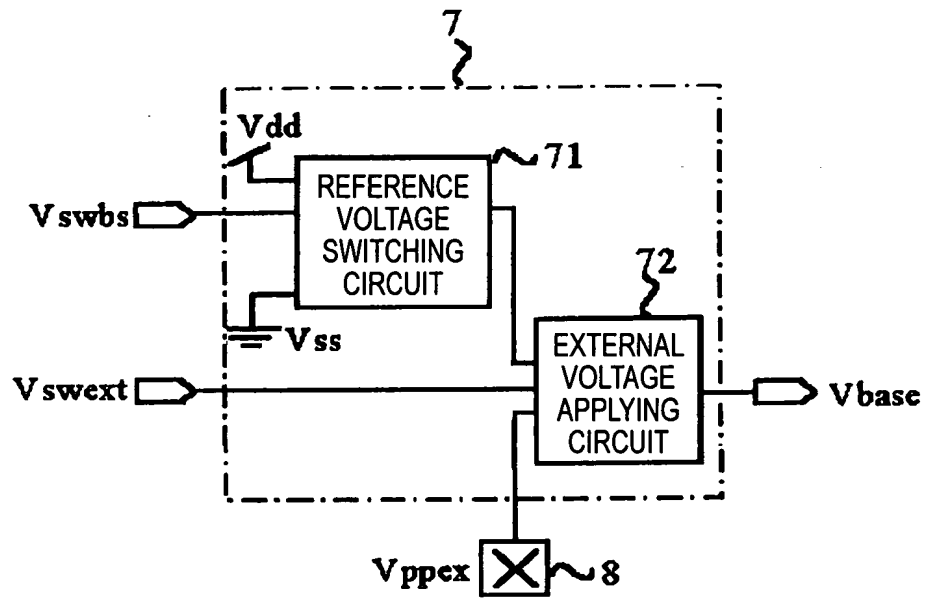 7
Vdd
71
REFERENCE
VOLTAGE
SWITCHING
CIRCUIT
Vswbs
72
Vss
EXTERNAL
VOLTAGE
APPLYING
CIRCUIT
Vswext
Vbase
Vppex
8